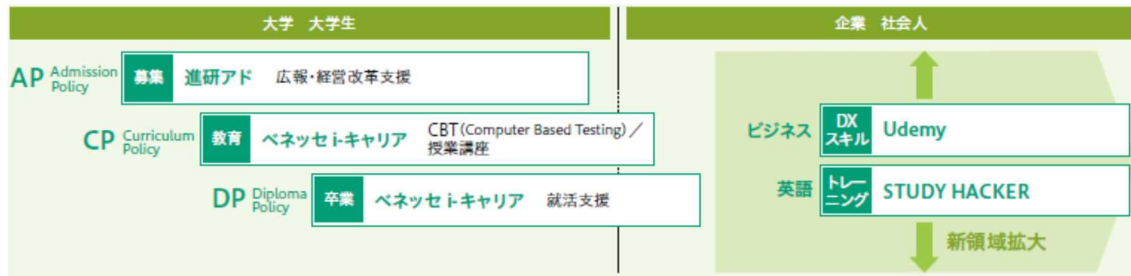 大学 大学生
企業 社会人
AP Admission Policy
募集
進研アド
広報・経営改革支援
CP Curriculum Policy
教育
ベネッセ i-キャリア
CBT(Computer Based Testing)/
授業講座
DP Diploma Policy
卒業
ベネッセ i-キャリア
就活支援
ビジネス
DX
スキル
Udemy
英語
トレー
ニング
STUDY HACKER
新領域拡大